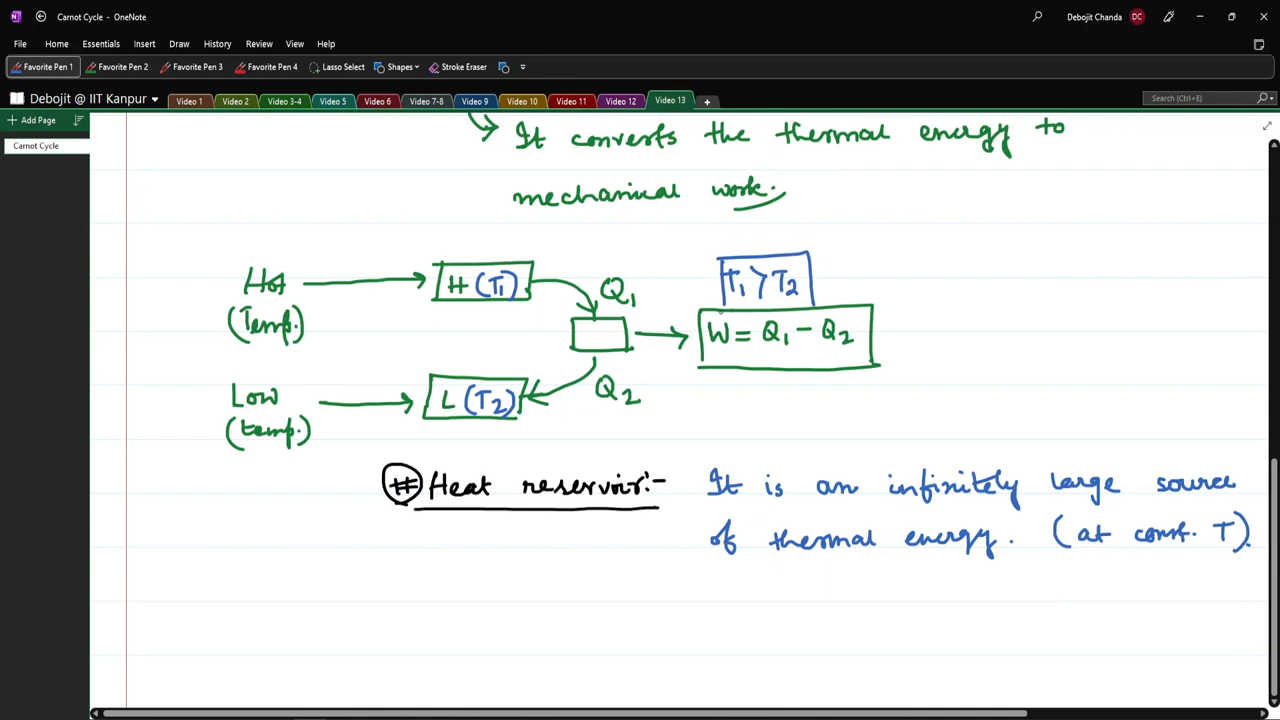 Carnot Cycle - OneNote
Debojit Chanda DC
File Home Essentials Insert Draw History Review View Help
Favorite Pen 1 Favorite Pen 2 Favorite Pen 3 Favorite Pen 4 Lasso Select Shapes Stroke Eraser
Debojit @ IIT Kanpur Video 1 Video 2 Video 3-4 Video 5 Video 6 Video 7-8 Video 9 Video 10 Video 11 Video 12 Video 13 + Search (Ctrl+E)
+ Add Page
Carnot Cycle
It converts the thermal energy to
mechanical work.
Hot → H (T₁) Q₁ T₁ > T₂
(Temp.)
→ W = Q₁ - Q₂
Low → L (T₂) Q₂
(temp.)
# Heat reservoir:- It is an infinitely large source
of thermal energy. (at const. T).